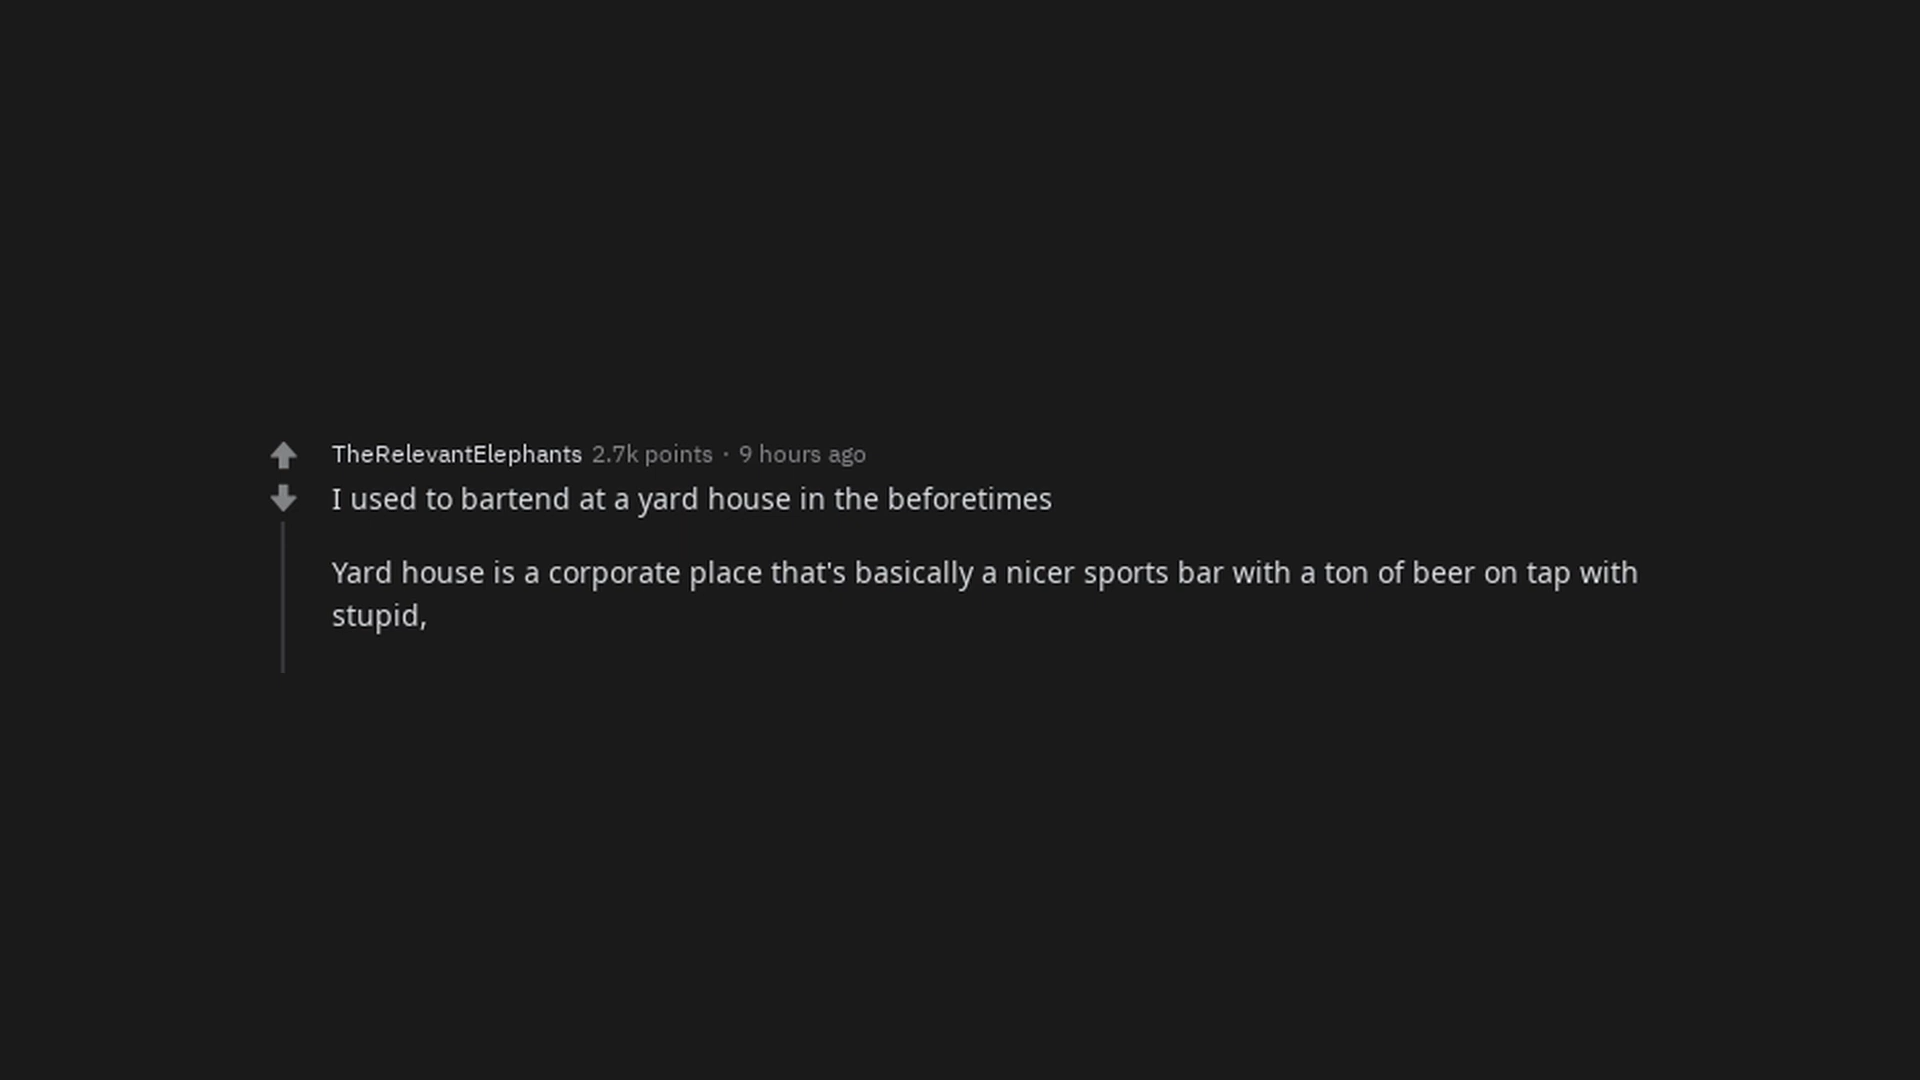 TheRelevantElephants 2.7k points · 9 hours ago
I used to bartend at a yard house in the beforetimes
Yard house is a corporate place that's basically a nicer sports bar with a ton of beer on tap with
stupid,